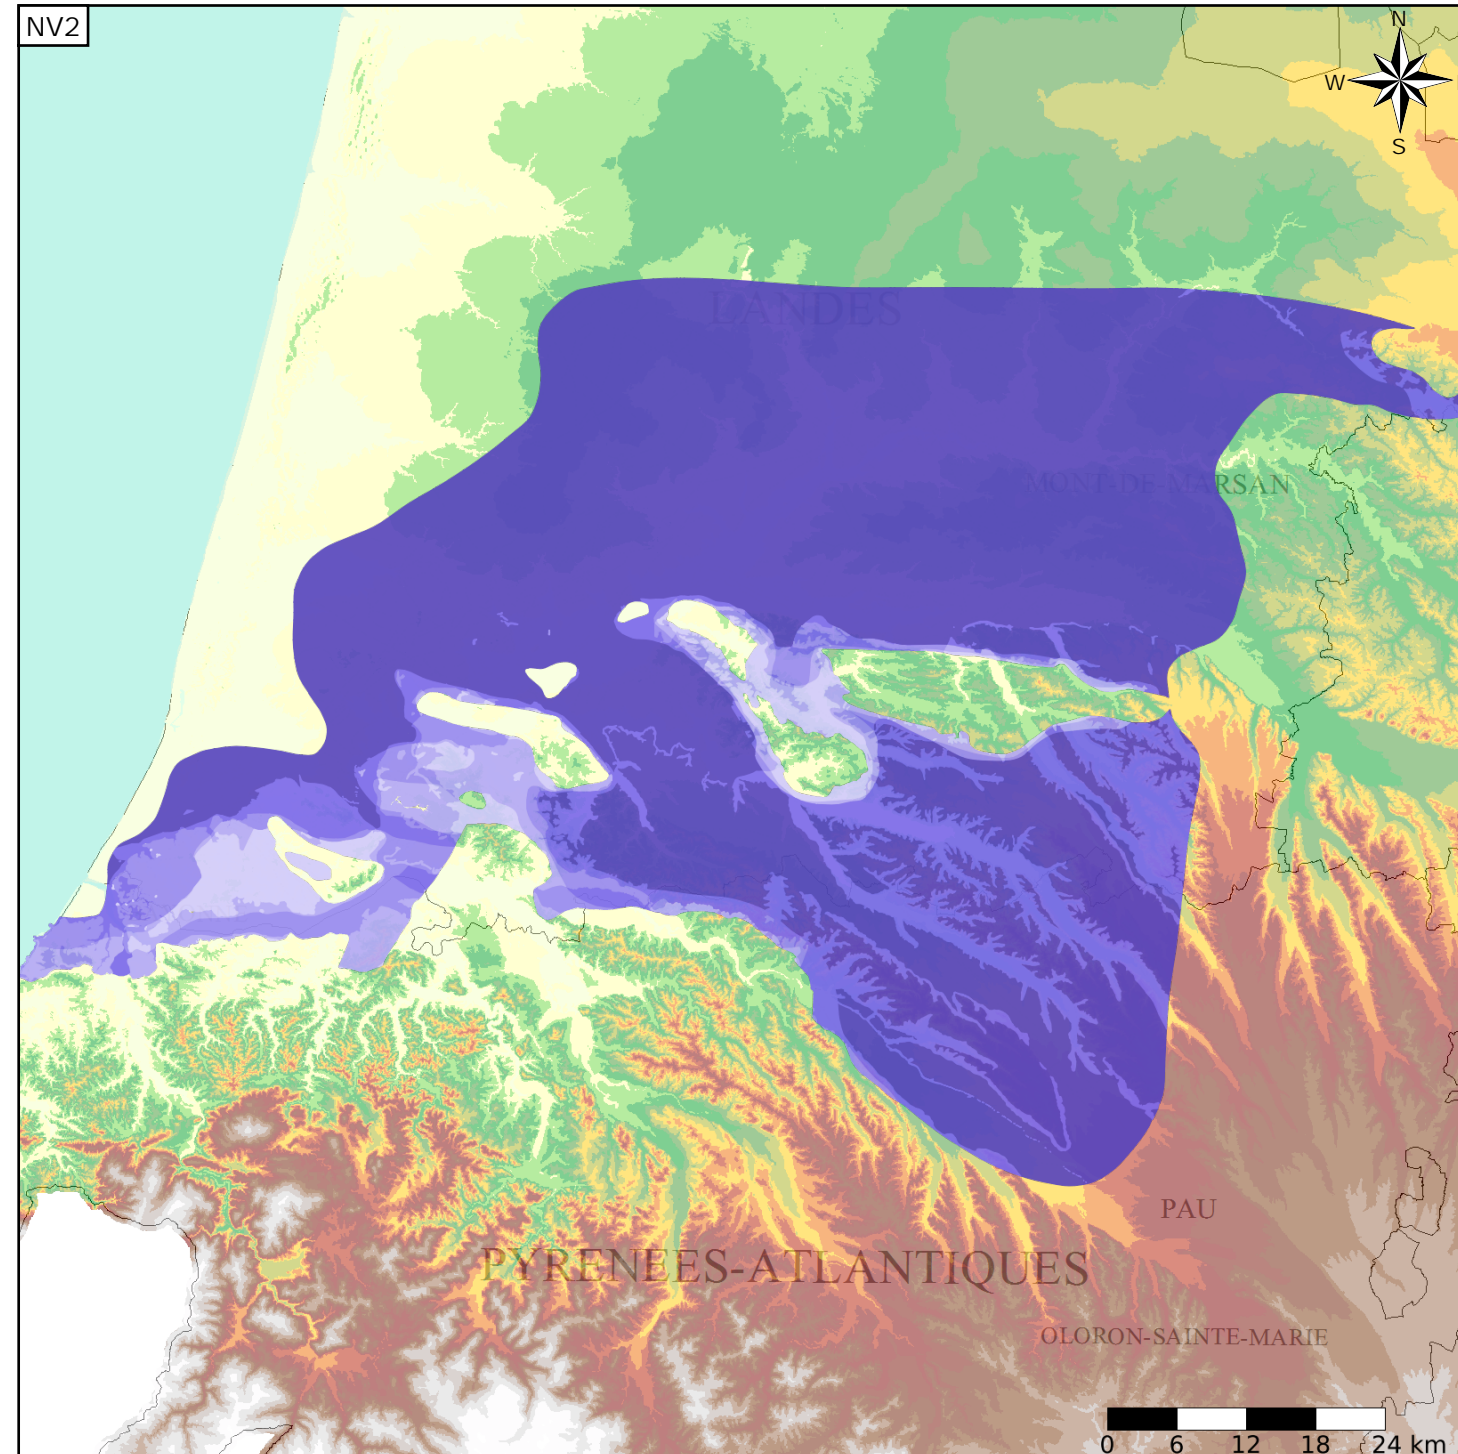 NV2
N
W
S
LANDES
MONT-DE-MARSAN
PAU
PYRENEES-ATLANTIQUES
OLORON-SAINTE-MARIE
0 6 12 18 24 km